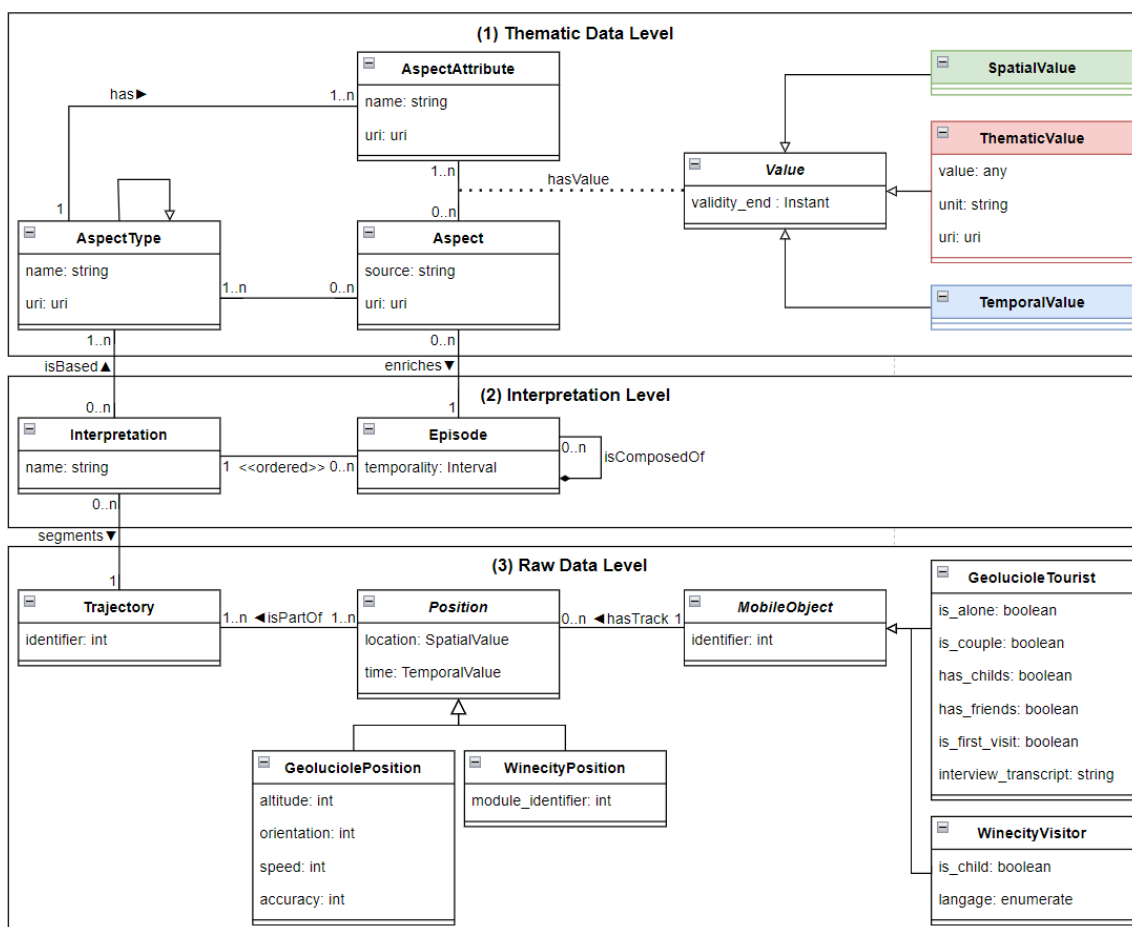 (1) Thematic Data Level
AspectAttribute
name: string
uri: uri
has►
1..n
1
1..n
0..n
hasValue
AspectType
name: string
uri: uri
1..n
0..n
Aspect
source: string
uri: uri
Value
validity_end : Instant
SpatialValue
ThematicValue
value: any
unit: string
uri: uri
TemporalValue
1..n
isBased▲
0..n
0..n
enriches▼
1
(2) Interpretation Level
Interpretation
name: string
1 <<ordered>> 0..n
Episode
temporality: Interval
0..n
isComposedOf
0..n
segments▼
1
(3) Raw Data Level
Trajectory
identifier: int
1..n ◄isPartOf 1..n
Position
location: SpatialValue
time: TemporalValue
0..n ◄hasTrack 1
MobileObject
identifier: int
GeolucioleTourist
is_alone: boolean
is_couple: boolean
has_childs: boolean
has_friends: boolean
is_first_visit: boolean
interview_transcript: string
GeoluciolePosition
altitude: int
orientation: int
speed: int
accuracy: int
WinecityPosition
module_identifier: int
WinecityVisitor
is_child: boolean
langage: enumerate